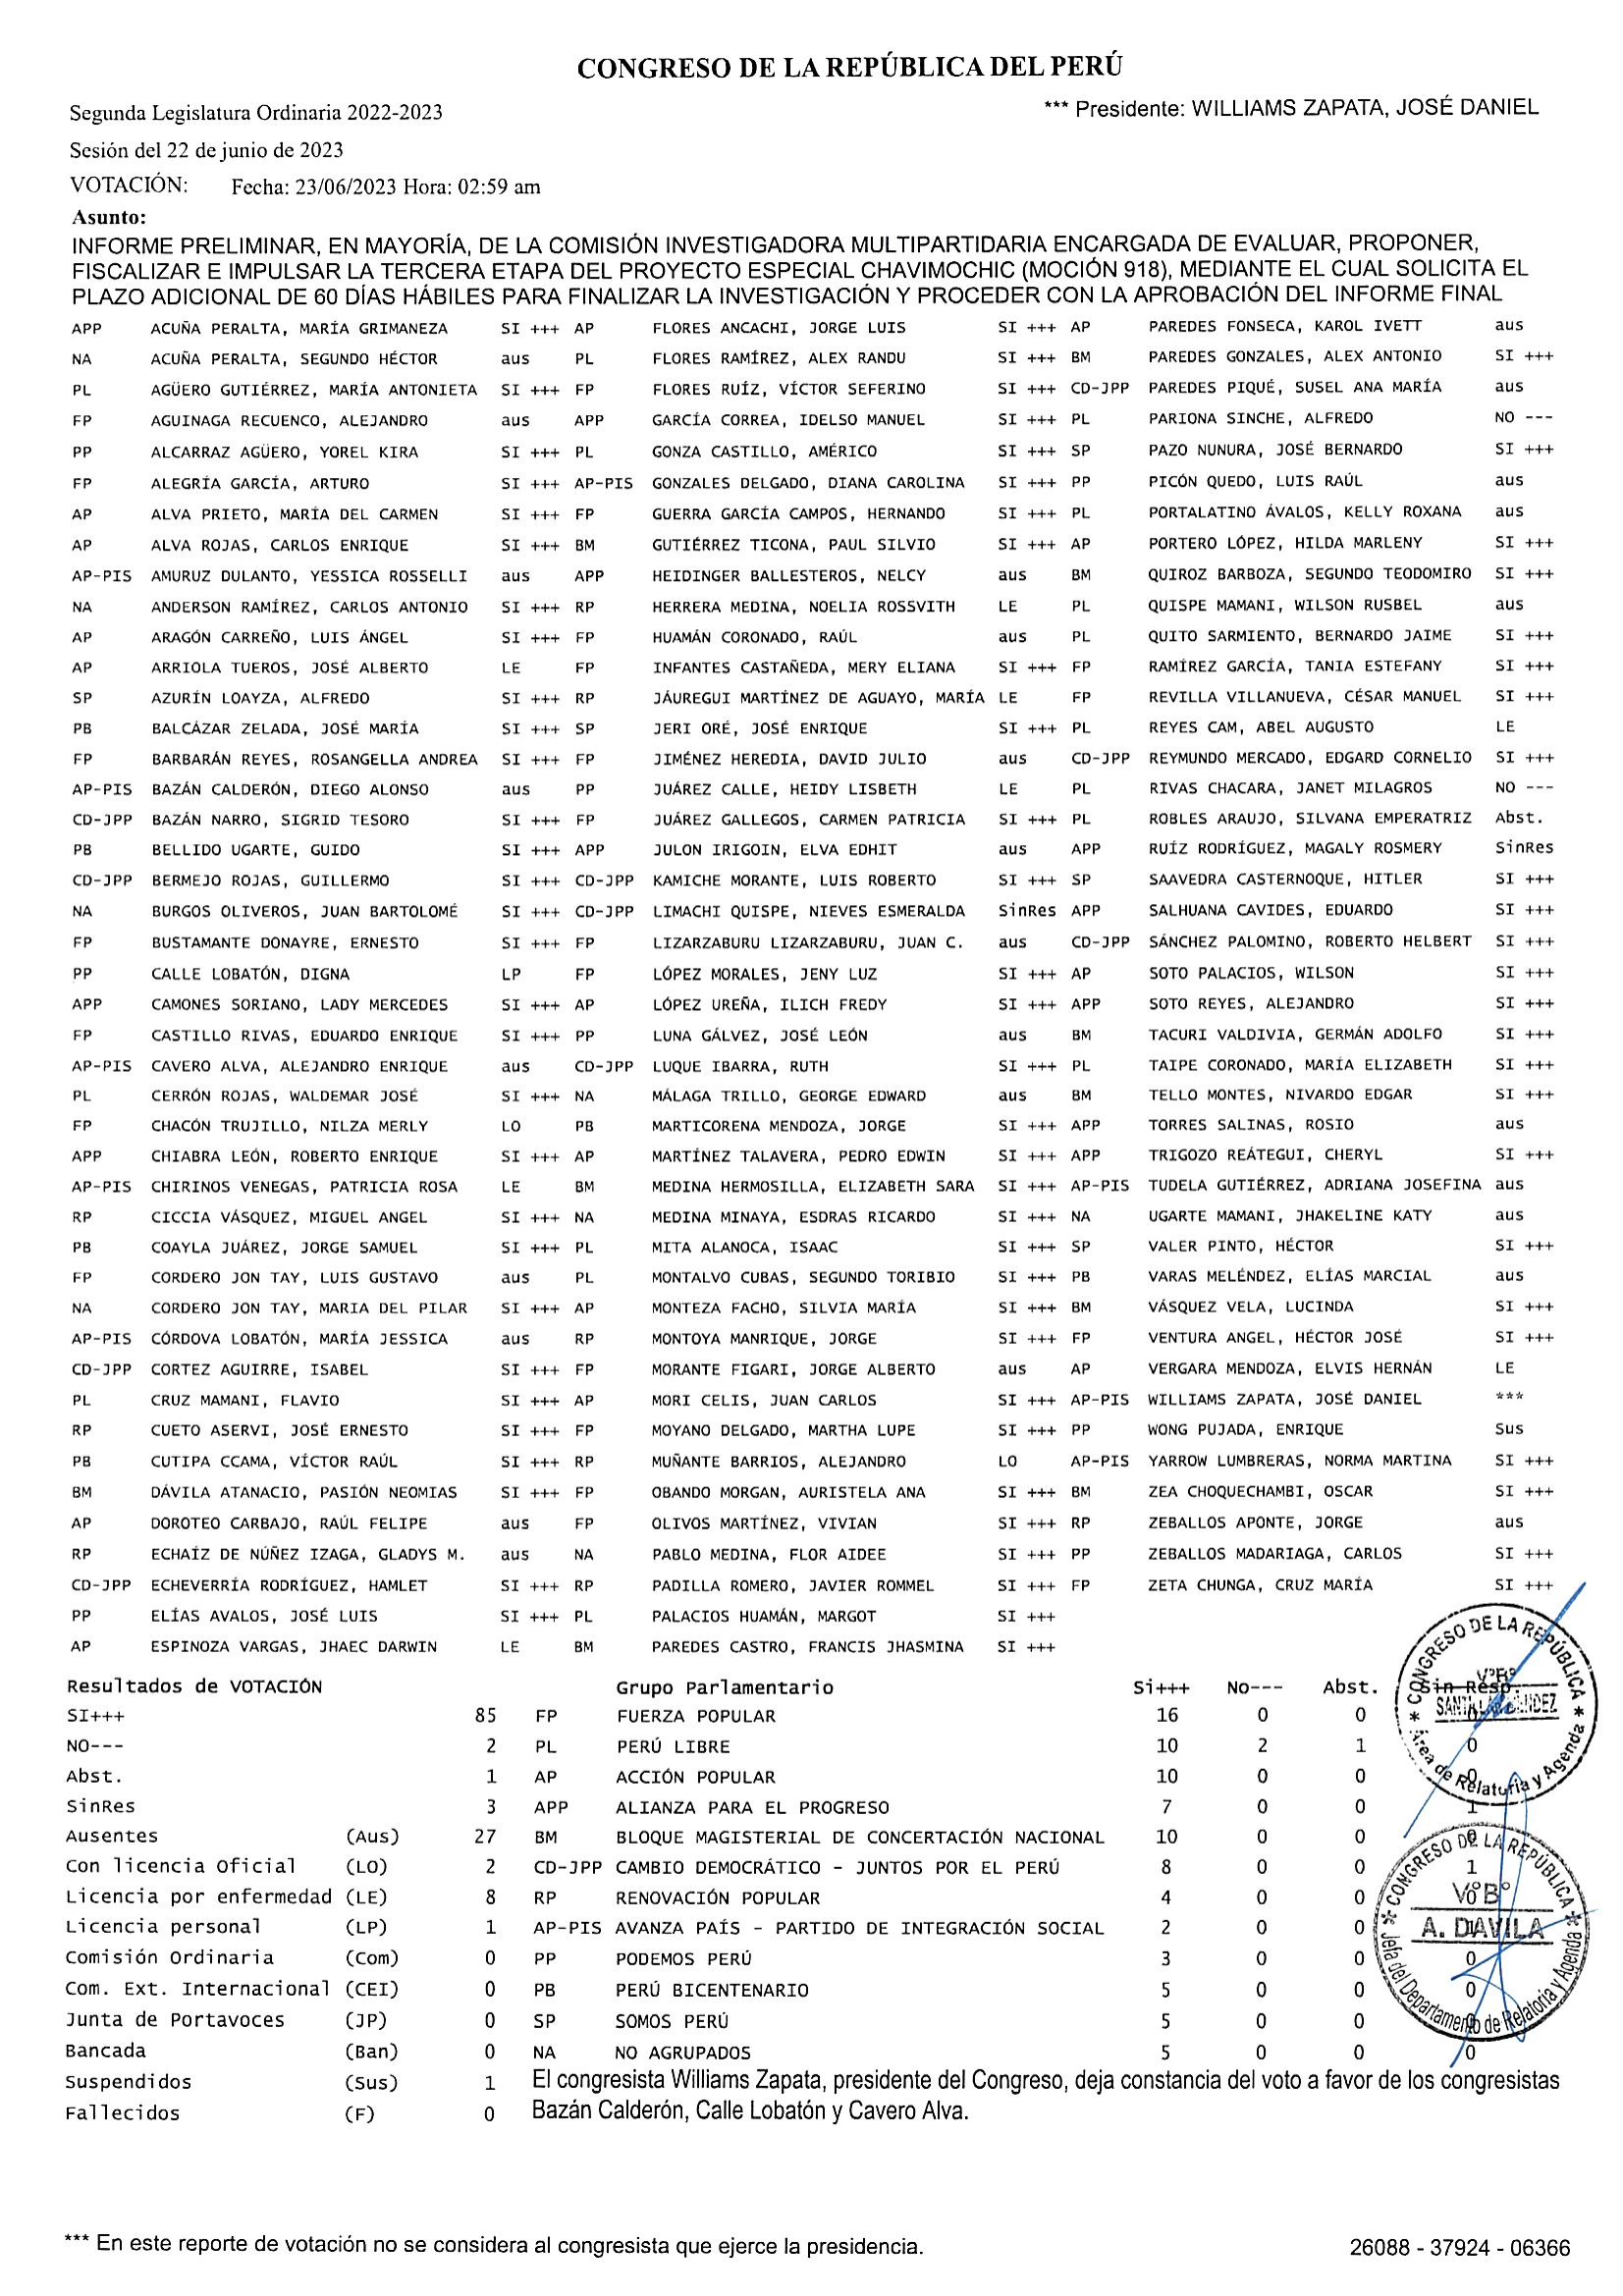 CONGRESO DE LA REPÚBLICA DEL PERÚ
Segunda Legislatura Ordinaria 2022-2023 *** Presidente: WILLIAMS ZAPATA, JOSÉ DANIEL
Sesión del 22 de junio de 2023
VOTACIÓN: Fecha: 23/06/2023 Hora: 02:59 am
Asunto:
INFORME PRELIMINAR, EN MAYORÍA, DE LA COMISIÓN INVESTIGADORA MULTIPARTIDARIA ENCARGADA DE EVALUAR, PROPONER,
FISCALIZAR E IMPULSAR LA TERCERA ETAPA DEL PROYECTO ESPECIAL CHAVIMOCHIC (MOCIÓN 918), MEDIANTE EL CUAL SOLICITA EL
PLAZO ADICIONAL DE 60 DÍAS HÁBILES PARA FINALIZAR LA INVESTIGACIÓN Y PROCEDER CON LA APROBACIÓN DEL INFORME FINAL
APP ACUÑA PERALTA, MARÍA GRIMANEZA SI +++ AP FLORES ANCACHI, JORGE LUIS SI +++ AP PAREDES FONSECA, KAROL IVETT aus
NA ACUÑA PERALTA, SEGUNDO HÉCTOR aus PL FLORES RAMÍREZ, ALEX RANDU SI +++ BM PAREDES GONZALES, ALEX ANTONIO SI +++
PL AGÜERO GUTIÉRREZ, MARÍA ANTONIETA SI +++ FP FLORES RUÍZ, VÍCTOR SEFERINO SI +++ CD-JPP PAREDES PIQUÉ, SUSEL ANA MARÍA aus
FP AGUINAGA RECUENCO, ALEJANDRO aus APP GARCÍA CORREA, IDELSO MANUEL SI +++ PL PARIONA SINCHE, ALFREDO NO ---
PP ALCARRAZ AGÜERO, YOREL KIRA SI +++ PL GONZA CASTILLO, AMÉRICO SI +++ SP PAZO NUNURA, JOSÉ BERNARDO SI +++
FP ALEGRÍA GARCÍA, ARTURO SI +++ AP-PIS GONZALES DELGADO, DIANA CAROLINA SI +++ PP PICÓN QUEDO, LUIS RAÚL aus
AP ALVA PRIETO, MARÍA DEL CARMEN SI +++ FP GUERRA GARCÍA CAMPOS, HERNANDO SI +++ PL PORTALATINO ÁVALOS, KELLY ROXANA aus
AP ALVA ROJAS, CARLOS ENRIQUE SI +++ BM GUTIÉRREZ TICONA, PAUL SILVIO SI +++ AP PORTERO LÓPEZ, HILDA MARLENY SI +++
AP-PIS AMURUZ DULANTO, YESSICA ROSSELLI aus APP HEIDINGER BALLESTEROS, NELCY aus BM QUIROZ BARBOZA, SEGUNDO TEODOMIRO SI +++
NA ANDERSON RAMÍREZ, CARLOS ANTONIO SI +++ RP HERRERA MEDINA, NOELIA ROSSVITH LE PL QUISPE MAMANI, WILSON RUSBEL aus
AP ARAGÓN CARREÑO, LUIS ÁNGEL SI +++ FP HUAMÁN CORONADO, RAÚL aus PL QUITO SARMIENTO, BERNARDO JAIME SI +++
AP ARRIOLA TUEROS, JOSÉ ALBERTO LE FP INFANTES CASTAÑEDA, MERY ELIANA SI +++ FP RAMÍREZ GARCÍA, TANIA ESTEFANY SI +++
SP AZURÍN LOAYZA, ALFREDO SI +++ RP JÁUREGUI MARTÍNEZ DE AGUAYO, MARÍA LE FP REVILLA VILLANUEVA, CÉSAR MANUEL SI +++
PB BALCÁZAR ZELADA, JOSÉ MARÍA SI +++ SP JERI ORÉ, JOSÉ ENRIQUE SI +++ PL REYES CAM, ABEL AUGUSTO LE
FP BARBARÁN REYES, ROSANGELLA ANDREA SI +++ FP JIMÉNEZ HEREDIA, DAVID JULIO aus CD-JPP REYMUNDO MERCADO, EDGARD CORNELIO SI +++
AP-PIS BAZÁN CALDERÓN, DIEGO ALONSO aus PP JUÁREZ CALLE, HEIDY LISBETH LE PL RIVAS CHACARA, JANET MILAGROS NO ---
CD-JPP BAZÁN NARRO, SIGRID TESORO SI +++ FP JUÁREZ GALLEGOS, CARMEN PATRICIA SI +++ PL ROBLES ARAUJO, SILVANA EMPERATRIZ Abst.
PB BELLIDO UGARTE, GUIDO SI +++ APP JULON IRIGOIN, ELVA EDHIT aus APP RUÍZ RODRÍGUEZ, MAGALY ROSMERY SinRes
CD-JPP BERMEJO ROJAS, GUILLERMO SI +++ CD-JPP KAMICHE MORANTE, LUIS ROBERTO SI +++ SP SAAVEDRA CASTERNOQUE, HITLER SI +++
NA BURGOS OLIVEROS, JUAN BARTOLOMÉ SI +++ CD-JPP LIMACHI QUISPE, NIEVES ESMERALDA SinRes APP SALHUANA CAVIDES, EDUARDO SI +++
FP BUSTAMANTE DONAYRE, ERNESTO SI +++ FP LIZARZABURU LIZARZABURU, JUAN C. aus CD-JPP SÁNCHEZ PALOMINO, ROBERTO HELBERT SI +++
PP CALLE LOBATÓN, DIGNA LP FP LÓPEZ MORALES, JENY LUZ SI +++ AP SOTO PALACIOS, WILSON SI +++
APP CAMONES SORIANO, LADY MERCEDES SI +++ AP LÓPEZ UREÑA, ILICH FREDY SI +++ APP SOTO REYES, ALEJANDRO SI +++
FP CASTILLO RIVAS, EDUARDO ENRIQUE SI +++ PP LUNA GÁLVEZ, JOSÉ LEÓN aus BM TACURI VALDIVIA, GERMÁN ADOLFO SI +++
AP-PIS CAVERO ALVA, ALEJANDRO ENRIQUE aus CD-JPP LUQUE IBARRA, RUTH SI +++ PL TAIPE CORONADO, MARÍA ELIZABETH SI +++
PL CERRÓN ROJAS, WALDEMAR JOSÉ SI +++ NA MÁLAGA TRILLO, GEORGE EDWARD aus BM TELLO MONTES, NIVARDO EDGAR SI +++
FP CHACÓN TRUJILLO, NILZA MERLY LO PB MARTICORENA MENDOZA, JORGE SI +++ APP TORRES SALINAS, ROSIO aus
APP CHIABRA LEÓN, ROBERTO ENRIQUE SI +++ AP MARTÍNEZ TALAVERA, PEDRO EDWIN SI +++ APP TRIGOZO REÁTEGUI, CHERYL SI +++
AP-PIS CHIRINOS VENEGAS, PATRICIA ROSA LE BM MEDINA HERMOSILLA, ELIZABETH SARA SI +++ AP-PIS TUDELA GUTIÉRREZ, ADRIANA JOSEFINA aus
RP CICCIA VÁSQUEZ, MIGUEL ANGEL SI +++ NA MEDINA MINAYA, ESDRAS RICARDO SI +++ NA UGARTE MAMANI, JHAKELINE KATY aus
PB COAYLA JUÁREZ, JORGE SAMUEL SI +++ PL MITA ALANOCA, ISAAC SI +++ SP VALER PINTO, HÉCTOR SI +++
FP CORDERO JON TAY, LUIS GUSTAVO aus PL MONTALVO CUBAS, SEGUNDO TORIBIO SI +++ PB VARAS MELÉNDEZ, ELÍAS MARCIAL aus
NA CORDERO JON TAY, MARIA DEL PILAR SI +++ AP MONTEZA FACHO, SILVIA MARÍA SI +++ BM VÁSQUEZ VELA, LUCINDA SI +++
AP-PIS CÓRDOVA LOBATÓN, MARÍA JESSICA aus RP MONTOYA MANRIQUE, JORGE SI +++ FP VENTURA ANGEL, HÉCTOR JOSÉ SI +++
CD-JPP CORTEZ AGUIRRE, ISABEL SI +++ FP MORANTE FIGARI, JORGE ALBERTO aus AP VERGARA MENDOZA, ELVIS HERNÁN LE
PL CRUZ MAMANI, FLAVIO SI +++ AP MORI CELIS, JUAN CARLOS SI +++ AP-PIS WILLIAMS ZAPATA, JOSÉ DANIEL ***
RP CUETO ASERVI, JOSÉ ERNESTO SI +++ FP MOYANO DELGADO, MARTHA LUPE SI +++ PP WONG PUJADA, ENRIQUE Sus
PB CUTIPA CCAMA, VÍCTOR RAÚL SI +++ RP MUÑANTE BARRIOS, ALEJANDRO LO AP-PIS YARROW LUMBRERAS, NORMA MARTINA SI +++
BM DÁVILA ATANACIO, PASIÓN NEOMIAS SI +++ FP OBANDO MORGAN, AURISTELA ANA SI +++ BM ZEA CHOQUECHAMBI, OSCAR SI +++
AP DOROTEO CARBAJO, RAÚL FELIPE aus FP OLIVOS MARTÍNEZ, VIVIAN SI +++ RP ZEBALLOS APONTE, JORGE aus
RP ECHAÍZ DE NÚÑEZ IZAGA, GLADYS M. aus NA PABLO MEDINA, FLOR AIDEE SI +++ PP ZEBALLOS MADARIAGA, CARLOS SI +++
CD-JPP ECHEVERRÍA RODRÍGUEZ, HAMLET SI +++ RP PADILLA ROMERO, JAVIER ROMMEL SI +++ FP ZETA CHUNGA, CRUZ MARÍA SI +++
PP ELÍAS AVALOS, JOSÉ LUIS SI +++ PL PALACIOS HUAMÁN, MARGOT SI +++
AP ESPINOZA VARGAS, JHAEC DARWIN LE BM PAREDES CASTRO, FRANCIS JHASMINA SI +++
Resultados de VOTACIÓN Grupo Parlamentario Si+++ No--- Abst. Sin Resp.
SI+++ 85 FP FUERZA POPULAR 16 0 0 0
NO--- 2 PL PERÚ LIBRE 10 2 1 0
Abst. 1 AP ACCIÓN POPULAR 10 0 0 0
SinRes 3 APP ALIANZA PARA EL PROGRESO 7 0 0 1
Ausentes (Aus) 27 BM BLOQUE MAGISTERIAL DE CONCERTACIÓN NACIONAL 10 0 0 0
Con licencia Oficial (LO) 2 CD-JPP CAMBIO DEMOCRÁTICO - JUNTOS POR EL PERÚ 8 0 0 1
Licencia por enfermedad (LE) 8 RP RENOVACIÓN POPULAR 4 0 0 0
Licencia personal (LP) 1 AP-PIS AVANZA PAÍS - PARTIDO DE INTEGRACIÓN SOCIAL 2 0 0
Comisión Ordinaria (Com) 0 PP PODEMOS PERÚ 3 0 0 0
Com. Ext. Internacional (CEI) 0 PB PERÚ BICENTENARIO 5 0 0 0
Junta de Portavoces (JP) 0 SP SOMOS PERÚ 5 0 0 0
Bancada (Ban) 0 NA NO AGRUPADOS 5 0 0 0
Suspendidos (Sus) 1 El congresista Williams Zapata, presidente del Congreso, deja constancia del voto a favor de los congresistas
Fallecidos (F) 0 Bazán Calderón, Calle Lobatón y Cavero Alva.
CONGRESO DE LA REPÚBLICA
V°B°
Área de Relatoría y Agenda
CONGRESO DE LA REPÚBLICA
V°B°
A. DAVILA
Jefa del Departamento de Relatoría y Agenda
*** En este reporte de votación no se considera al congresista que ejerce la presidencia. 26088 - 37924 - 06366